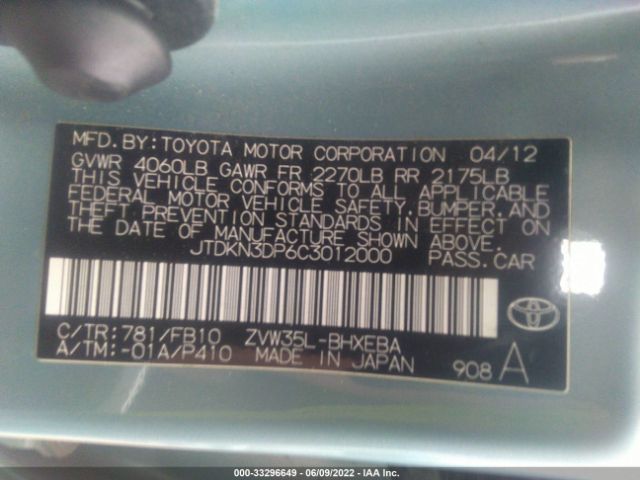 MFD. BY: TOYOTA MOTOR CORPORATION 04/12
GVWR 4060LB GAWR FR 2270LB RR 2175LB
THIS VEHICLE CONFORMS TO ALL APPLICABLE
FEDERAL MOTOR VEHICLE SAFETY, BUMPER, AND
THEFT PREVENTION STANDARDS IN EFFECT ON
THE DATE OF MANUFACTURE SHOWN ABOVE.
JTDKN3DP6C3012000 PASS. CAR
C/TR: 781/FB10 ZVW35L-BHXEBA
A/TM: -01A/P410 MADE IN JAPAN 908 A
000-33296649 - 06/09/2022 - IAA Inc.